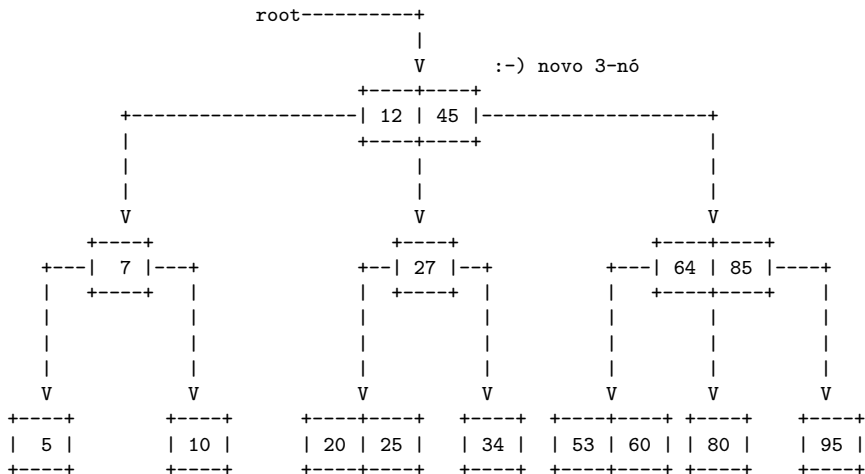 root----------+
|
V :-) novo 3-nó
+----+----+
+--------------------| 12 | 45 |--------------------+
| +----+----+ |
| | |
| | |
| | |
V V V
+-----+ +-----+ +-----+-----+
+---| 7 |---+ +--| 27 |--+ +---| 64 | 85 |----+
| +-----+ | | +-----+ | | +-----+-----+ |
| | | | | | |
| | | | | | |
| | | | | | |
V V V V V V V
+----+ +----+ +----+----+ +----+ +----+----+ +----+ +----+
| 5 | | 10 | | 20 | 25 | | 34 | | 53 | 60 | | 80 | | 95 |
+----+ +----+ +----+----+ +----+ +----+----+ +----+ +----+